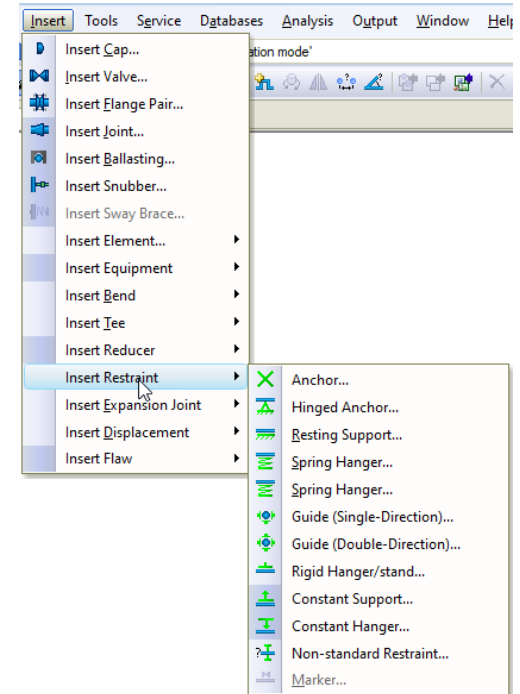 Insert Tools Service Databases Analysis Output Window Help
ation mode'
Insert Cap...
Insert Valve...
Insert Flange Pair...
Insert Joint...
Insert Ballasting...
Insert Snubber...
Insert Sway Brace...
Insert Element...
Insert Equipment
Insert Bend
Insert Tee
Insert Reducer
Insert Restraint
Insert Expansion Joint
Insert Displacement
Insert Flaw
Anchor...
Hinged Anchor...
Resting Support...
Spring Hanger...
Spring Hanger...
Guide (Single-Direction)...
Guide (Double-Direction)...
Rigid Hanger/stand...
Constant Support...
Constant Hanger...
Non-standard Restraint...
Marker...